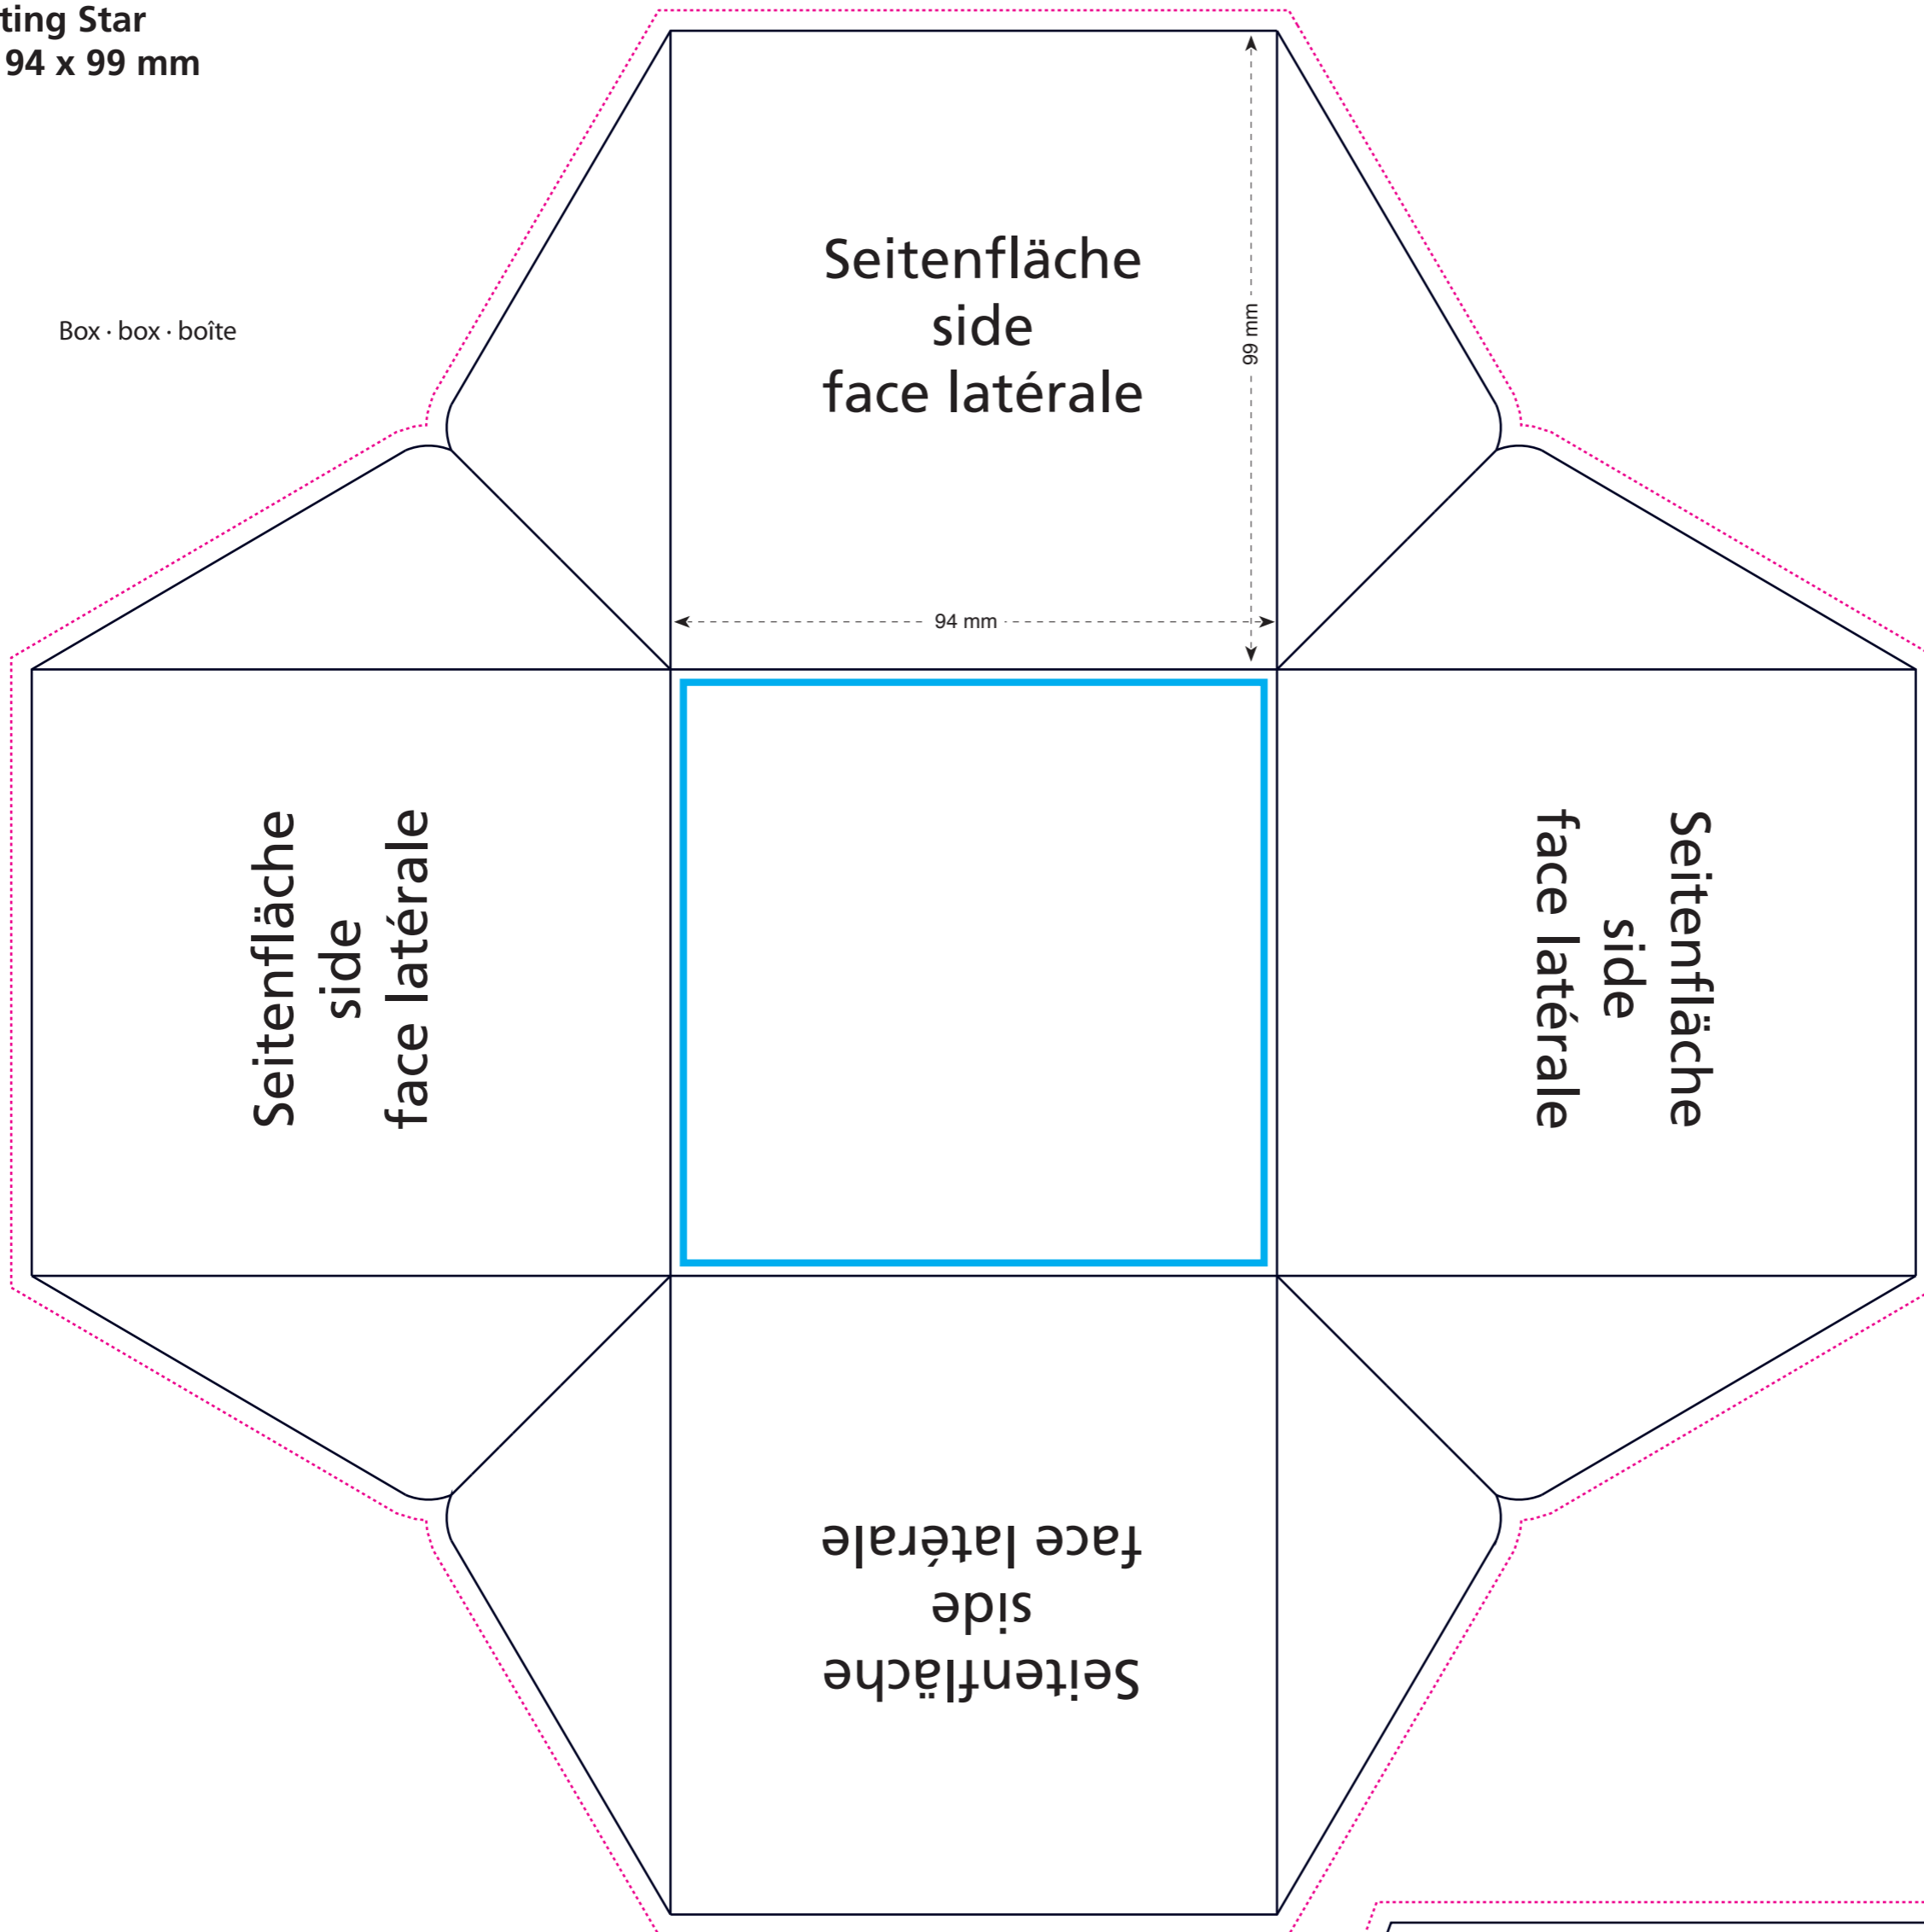 ting Star
94 x 99 mm
Box · box · boîte
Seitenfläche
side
face latérale
99 mm
94 mm
Seitenfläche
side
face latérale
Seitenfläche
side
face latérale
Seitenfläche
side
face latérale